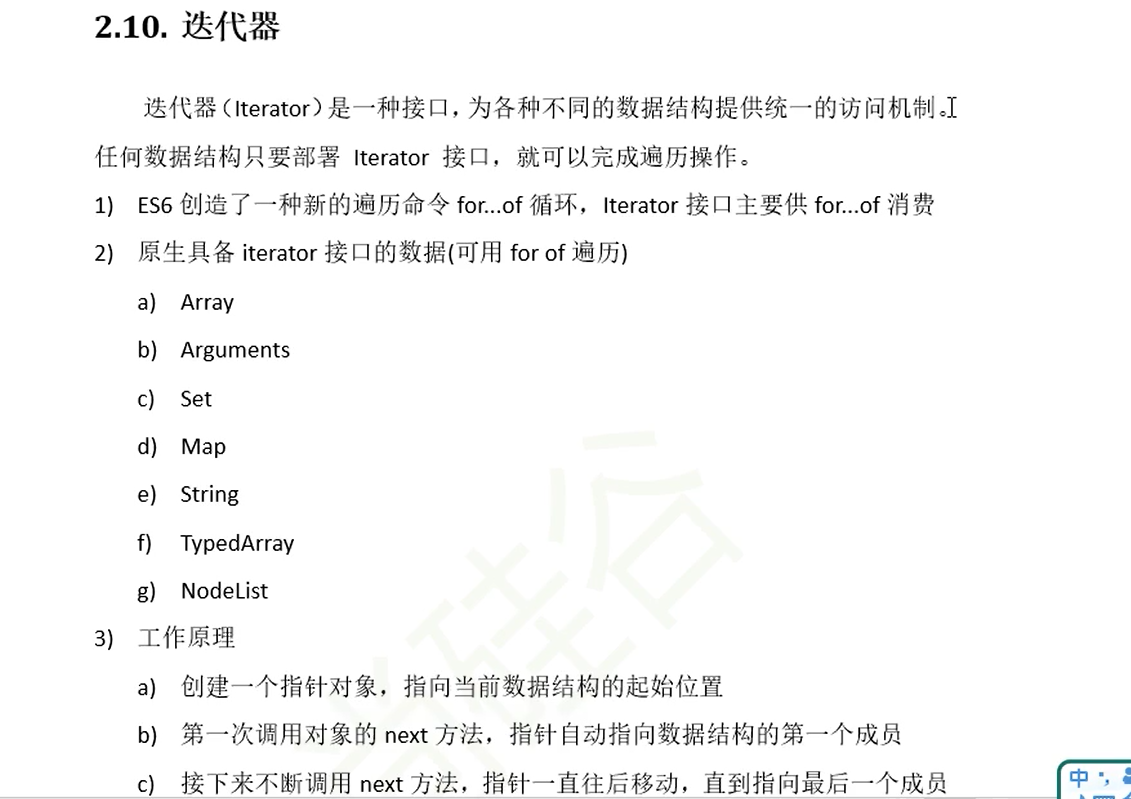 2.10. 迭代器
迭代器（Iterator）是一种接口，为各种不同的数据结构提供统一的访问机制。
任何数据结构只要部署 Iterator 接口，就可以完成遍历操作。
1) ES6 创造了一种新的遍历命令 for...of 循环，Iterator 接口主要供 for...of 消费
2) 原生具备 iterator 接口的数据(可用 for of 遍历)
a) Array
b) Arguments
c) Set
d) Map
e) String
f) TypedArray
g) NodeList
3) 工作原理
a) 创建一个指针对象，指向当前数据结构的起始位置
b) 第一次调用对象的 next 方法，指针自动指向数据结构的第一个成员
c) 接下来不断调用 next 方法，指针一直往后移动，直到指向最后一个成员
尚硅谷
中